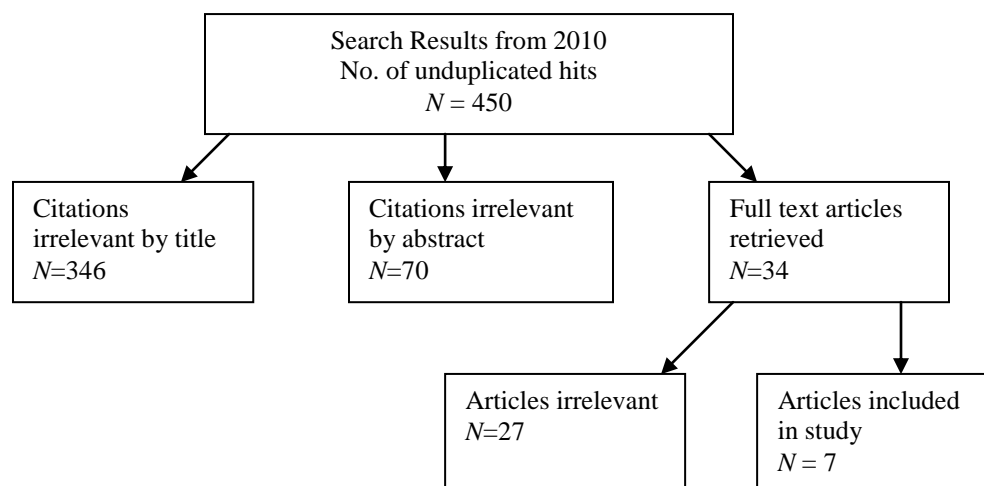 Search Results from 2010
No. of unduplicated hits
N = 450
Citations
irrelevant by title
N=346
Citations irrelevant
by abstract
N=70
Full text articles
retrieved
N=34
Articles irrelevant
N=27
Articles included
in study
N = 7